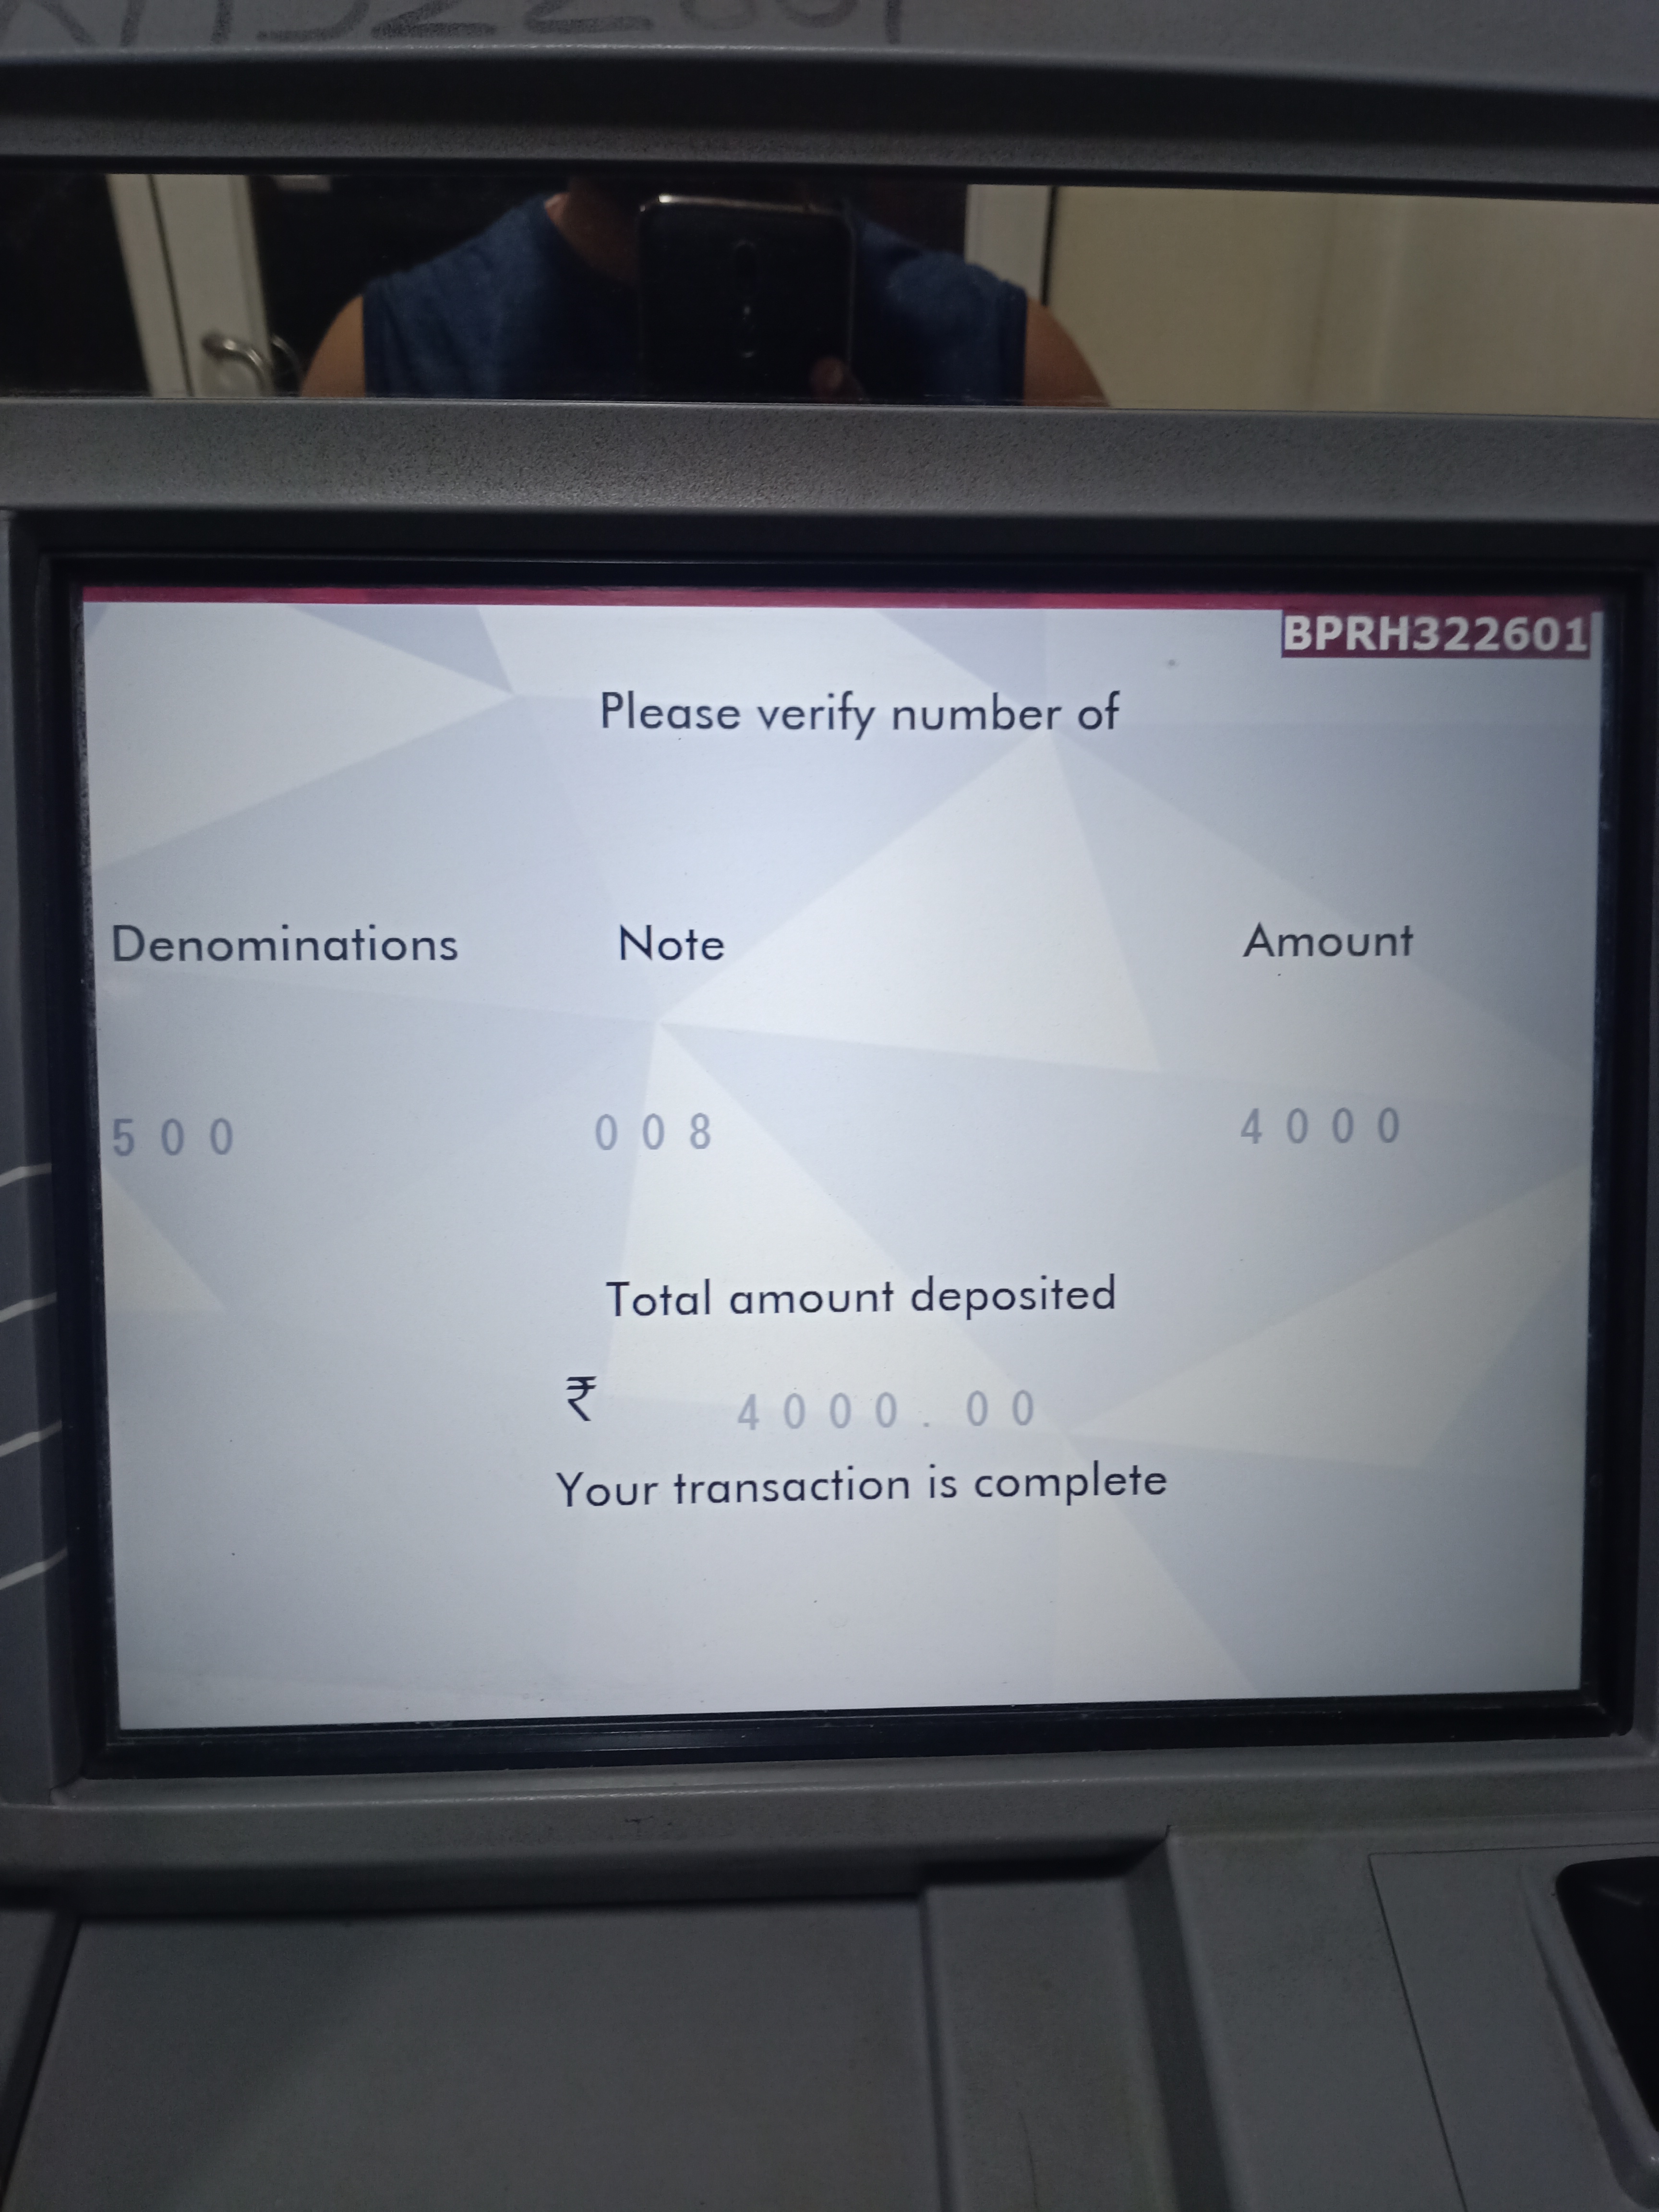 BPRH322601
Please verify number of
Denominations Note Amount
500 008 4000
Total amount deposited
₹ 4000.00
Your transaction is complete